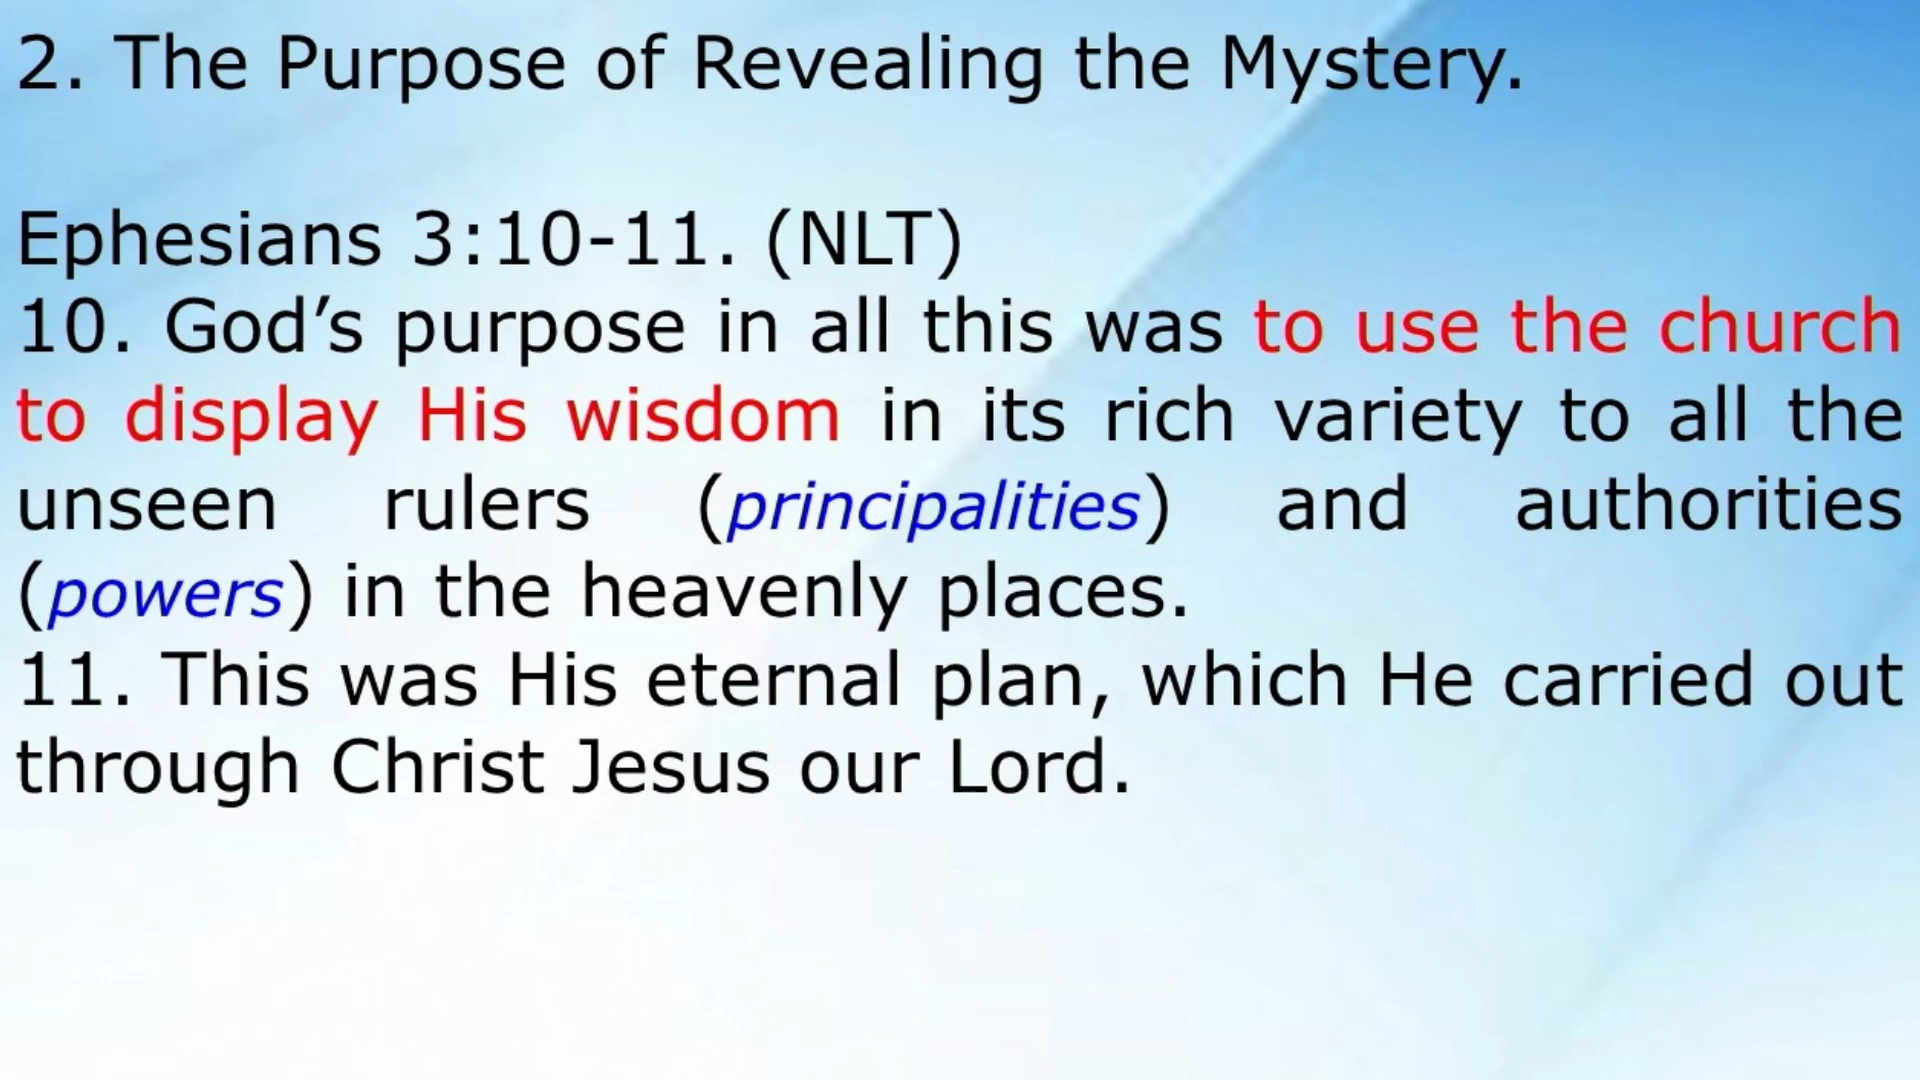 2. The Purpose of Revealing the Mystery.
Ephesians 3:10-11. (NLT)
10. God’s purpose in all this was to use the church
to display His wisdom in its rich variety to all the
unseen rulers (principalities) and authorities
(powers) in the heavenly places.
11. This was His eternal plan, which He carried out
through Christ Jesus our Lord.